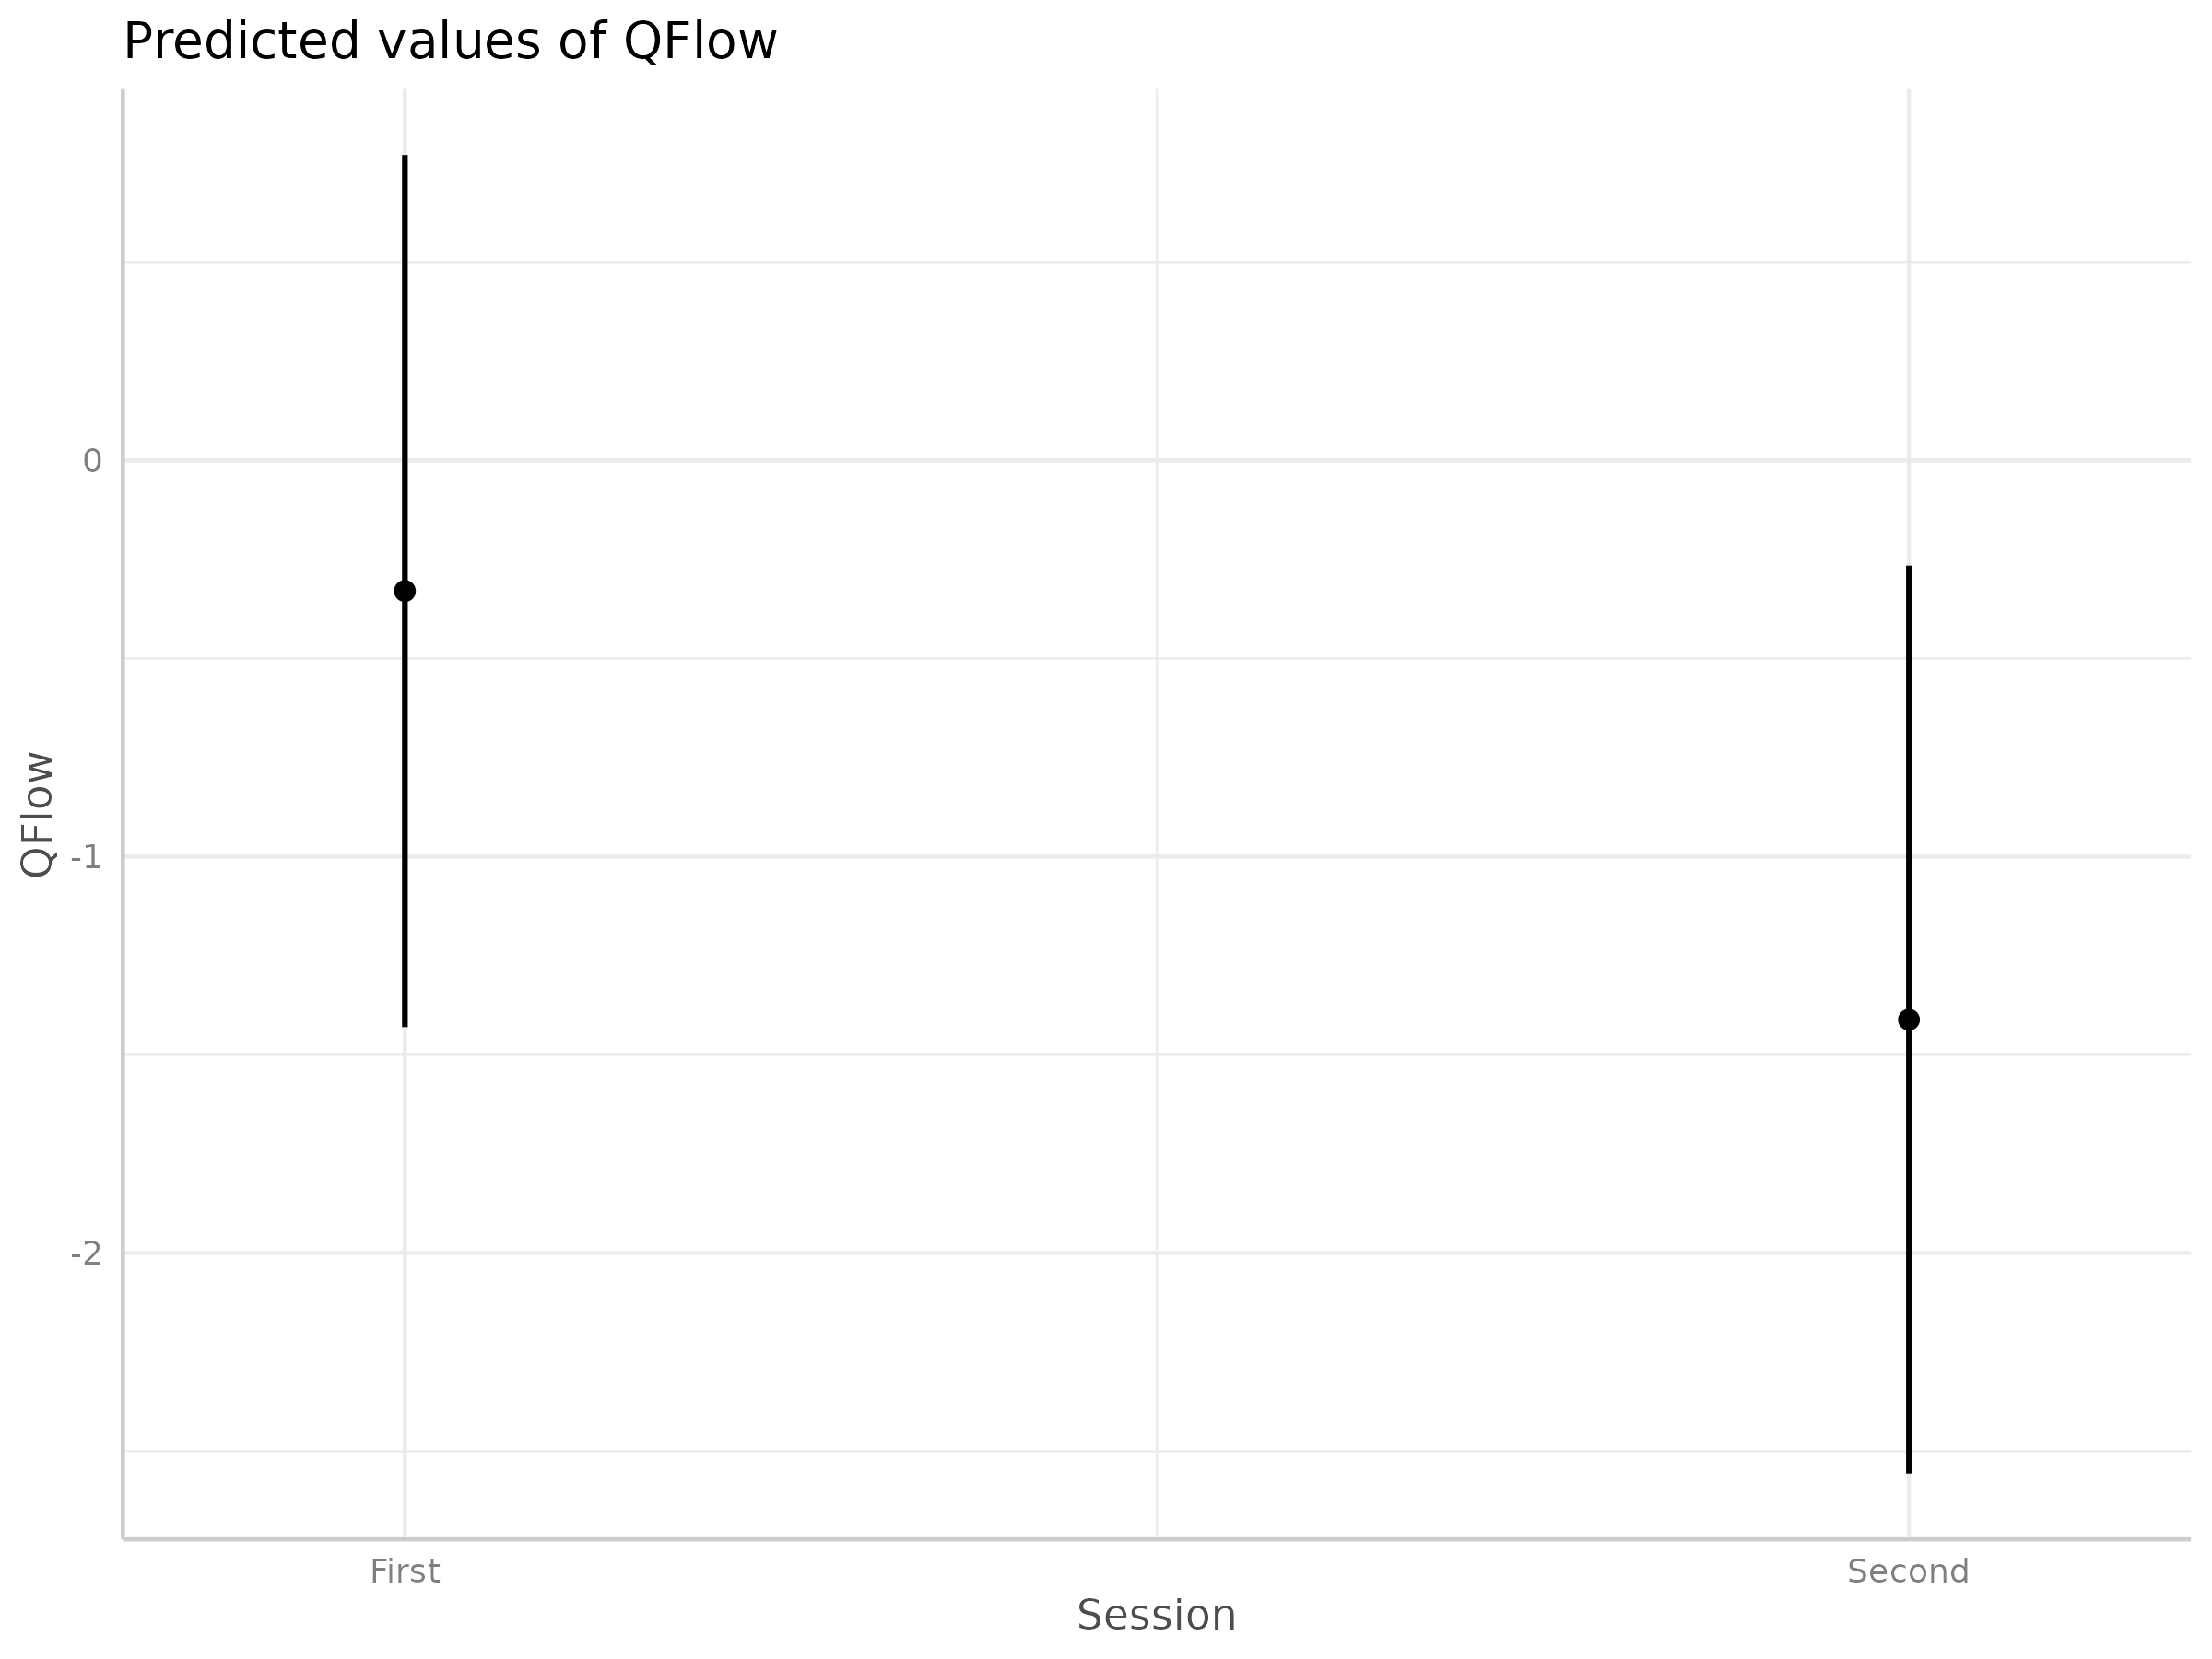 Predicted values of QFlow
0
-1
-2
QFlow
First
Second
Session